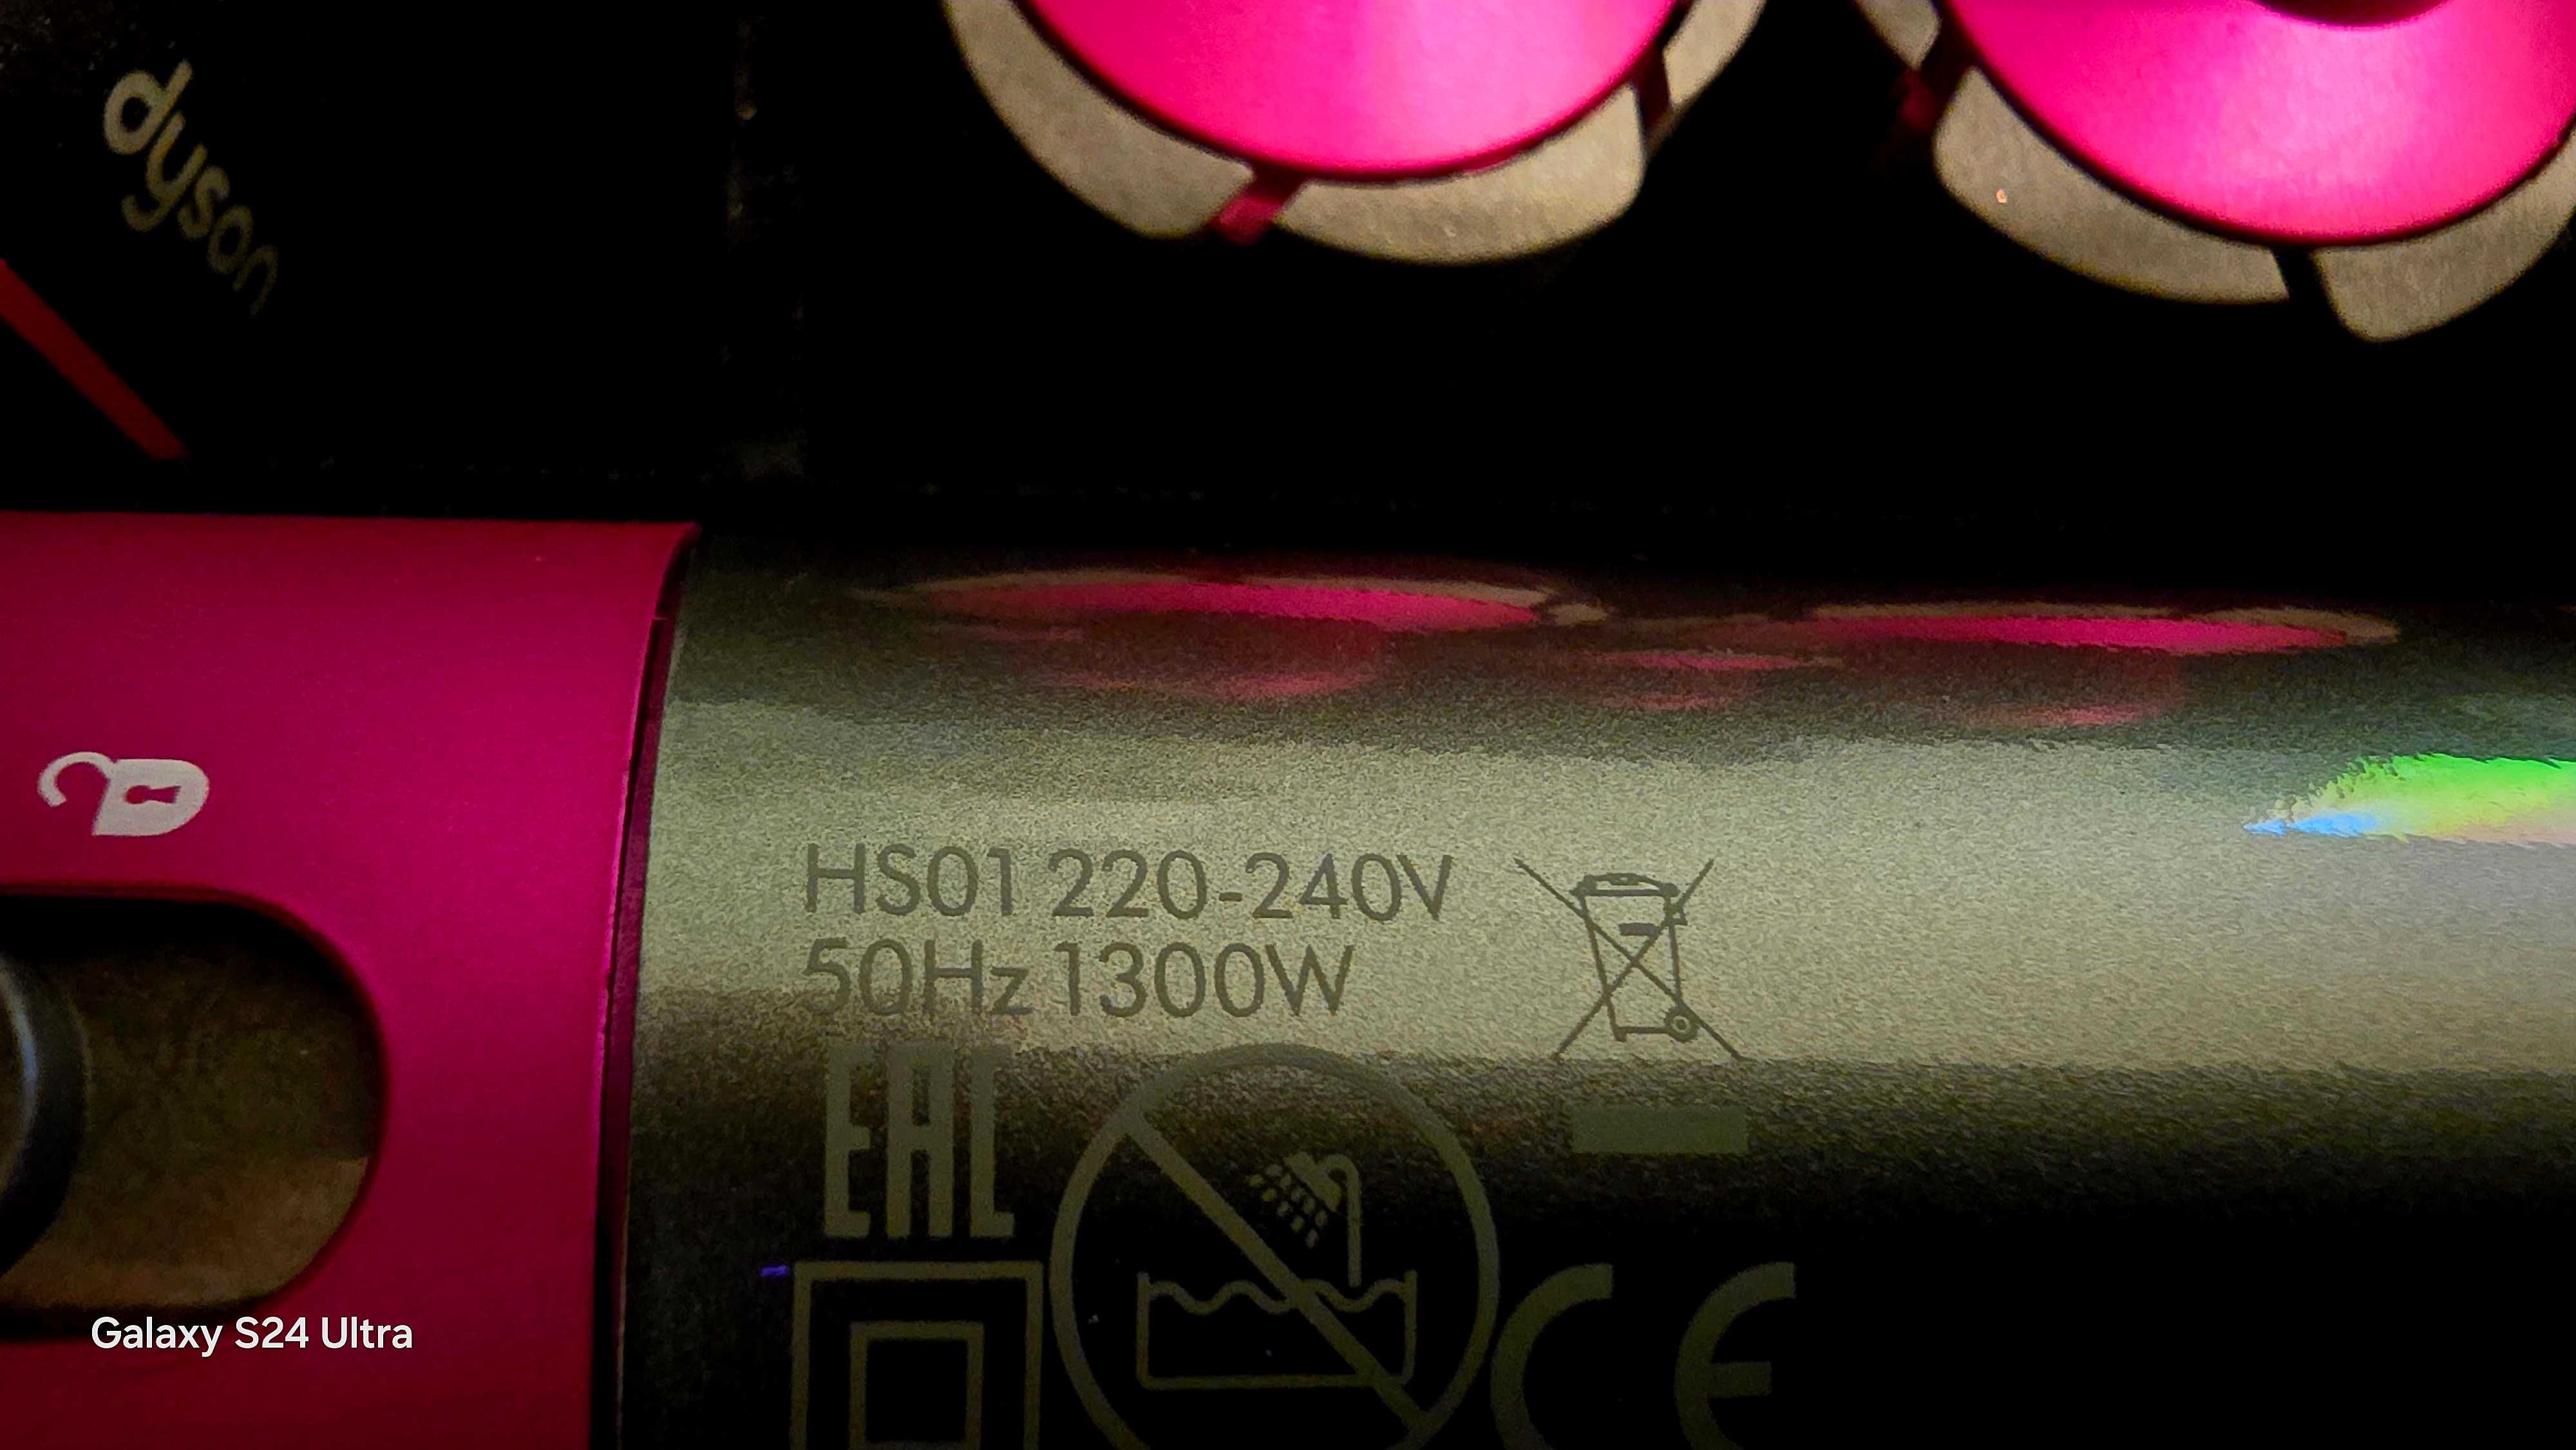 dyson
HS01 220-240V
50Hz 1300W
EAC
CE
Galaxy S24 Ultra